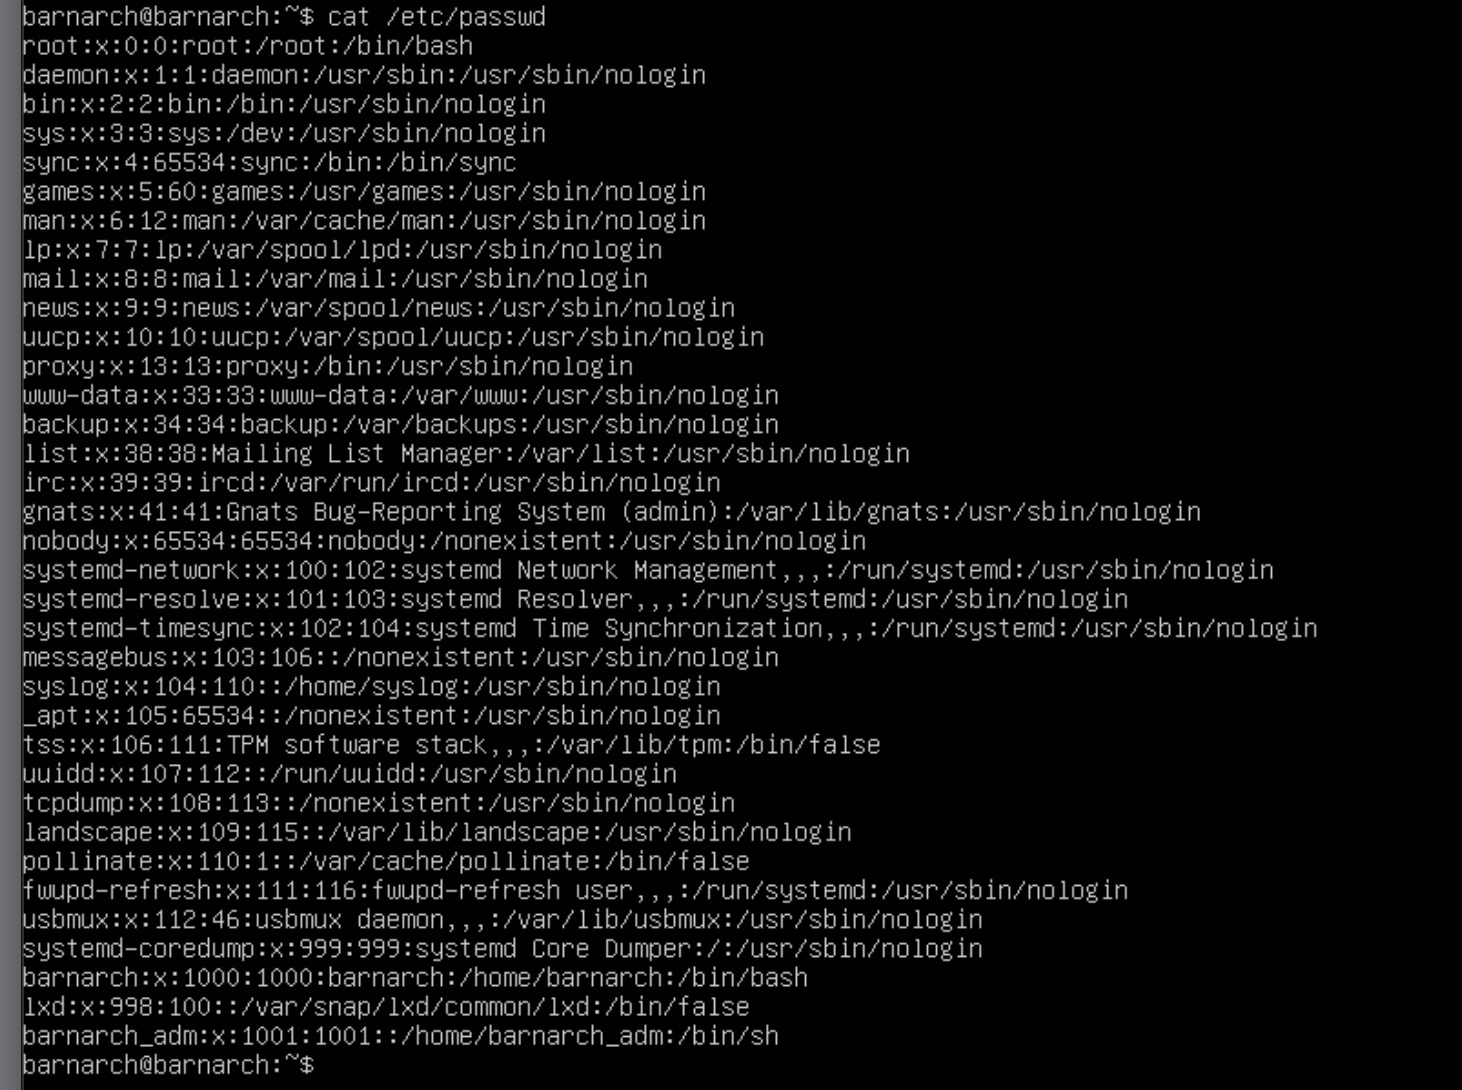 barnarch@barnarch:~$ cat /etc/passwd
root:x:0:0:root:/root:/bin/bash
daemon:x:1:1:daemon:/usr/sbin:/usr/sbin/nologin
bin:x:2:2:bin:/bin:/usr/sbin/nologin
sys:x:3:3:sys:/dev:/usr/sbin/nologin
sync:x:4:65534:sync:/bin:/bin/sync
games:x:5:60:games:/usr/games:/usr/sbin/nologin
man:x:6:12:man:/var/cache/man:/usr/sbin/nologin
lp:x:7:7:lp:/var/spool/lpd:/usr/sbin/nologin
mail:x:8:8:mail:/var/mail:/usr/sbin/nologin
news:x:9:9:news:/var/spool/news:/usr/sbin/nologin
uucp:x:10:10:uucp:/var/spool/uucp:/usr/sbin/nologin
proxy:x:13:13:proxy:/bin:/usr/sbin/nologin
www-data:x:33:33:www-data:/var/www:/usr/sbin/nologin
backup:x:34:34:backup:/var/backups:/usr/sbin/nologin
list:x:38:38:Mailing List Manager:/var/list:/usr/sbin/nologin
irc:x:39:39:ircd:/var/run/ircd:/usr/sbin/nologin
gnats:x:41:41:Gnats Bug-Reporting System (admin):/var/lib/gnats:/usr/sbin/nologin
nobody:x:65534:65534:nobody:/nonexistent:/usr/sbin/nologin
systemd-network:x:100:102:systemd Network Management,,,:/run/systemd:/usr/sbin/nologin
systemd-resolve:x:101:103:systemd Resolver,,,:/run/systemd:/usr/sbin/nologin
systemd-timesync:x:102:104:systemd Time Synchronization,,,:/run/systemd:/usr/sbin/nologin
messagebus:x:103:106::/nonexistent:/usr/sbin/nologin
syslog:x:104:110::/home/syslog:/usr/sbin/nologin
_apt:x:105:65534::/nonexistent:/usr/sbin/nologin
tss:x:106:111:TPM software stack,,,:/var/lib/tpm:/bin/false
uuidd:x:107:112::/run/uuidd:/usr/sbin/nologin
tcpdump:x:108:113::/nonexistent:/usr/sbin/nologin
landscape:x:109:115::/var/lib/landscape:/usr/sbin/nologin
pollinate:x:110:1::/var/cache/pollinate:/bin/false
fwupd-refresh:x:111:116:fwupd-refresh user,,,:/run/systemd:/usr/sbin/nologin
usbmux:x:112:46:usbmux daemon,,,:/var/lib/usbmux:/usr/sbin/nologin
systemd-coredump:x:999:999:systemd Core Dumper:/:/usr/sbin/nologin
barnarch:x:1000:1000:barnarch:/home/barnarch:/bin/bash
lxd:x:998:100::/var/snap/lxd/common/lxd:/bin/false
barnarch_adm:x:1001:1001::/home/barnarch_adm:/bin/sh
barnarch@barnarch:~$